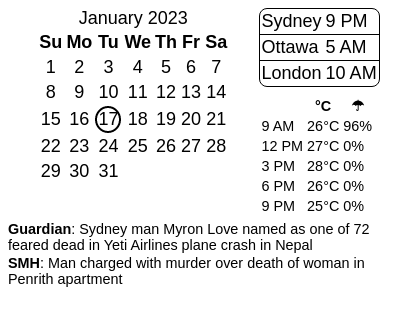 January 2023
Su Mo Tu We Th Fr Sa
1 2 3 4 5 6 7
8 9 10 11 12 13 14
15 16 17 18 19 20 21
22 23 24 25 26 27 28
29 30 31
Sydney 9 PM
Ottawa 5 AM
London 10 AM
°C ☂
9 AM 26°C 96%
12 PM 27°C 0%
3 PM 28°C 0%
6 PM 26°C 0%
9 PM 25°C 0%
Guardian: Sydney man Myron Love named as one of 72
feared dead in Yeti Airlines plane crash in Nepal
SMH: Man charged with murder over death of woman in
Penrith apartment